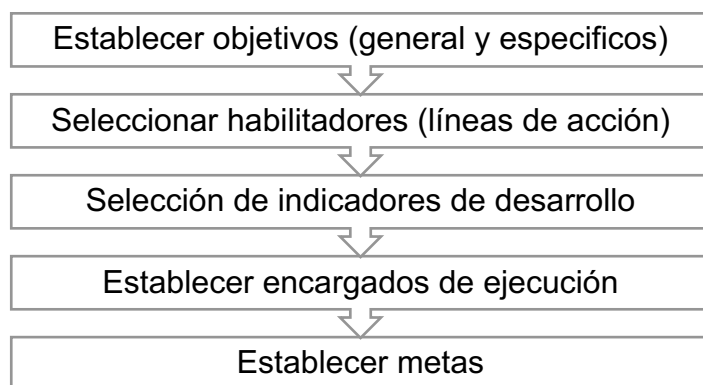 Establecer objetivos (general y especificos)
Seleccionar habilitadores (líneas de acción)
Selección de indicadores de desarrollo
Establecer encargados de ejecución
Establecer metas